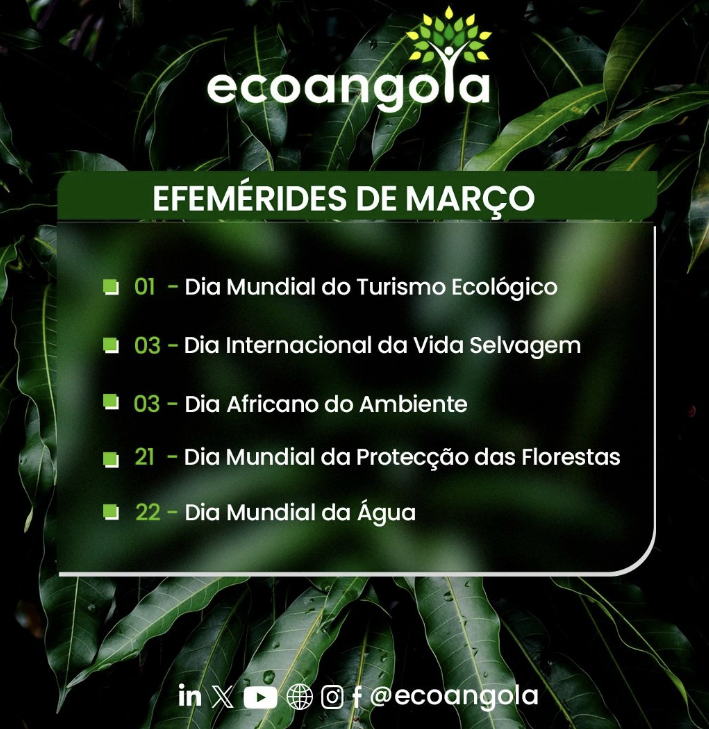 ecoangola
EFEMÉRIDES DE MARÇO
01 - Dia Mundial do Turismo Ecológico
03 - Dia Internacional da Vida Selvagem
03 - Dia Africano do Ambiente
21 - Dia Mundial da Protecção das Florestas
22 - Dia Mundial da Água
@ecoangola